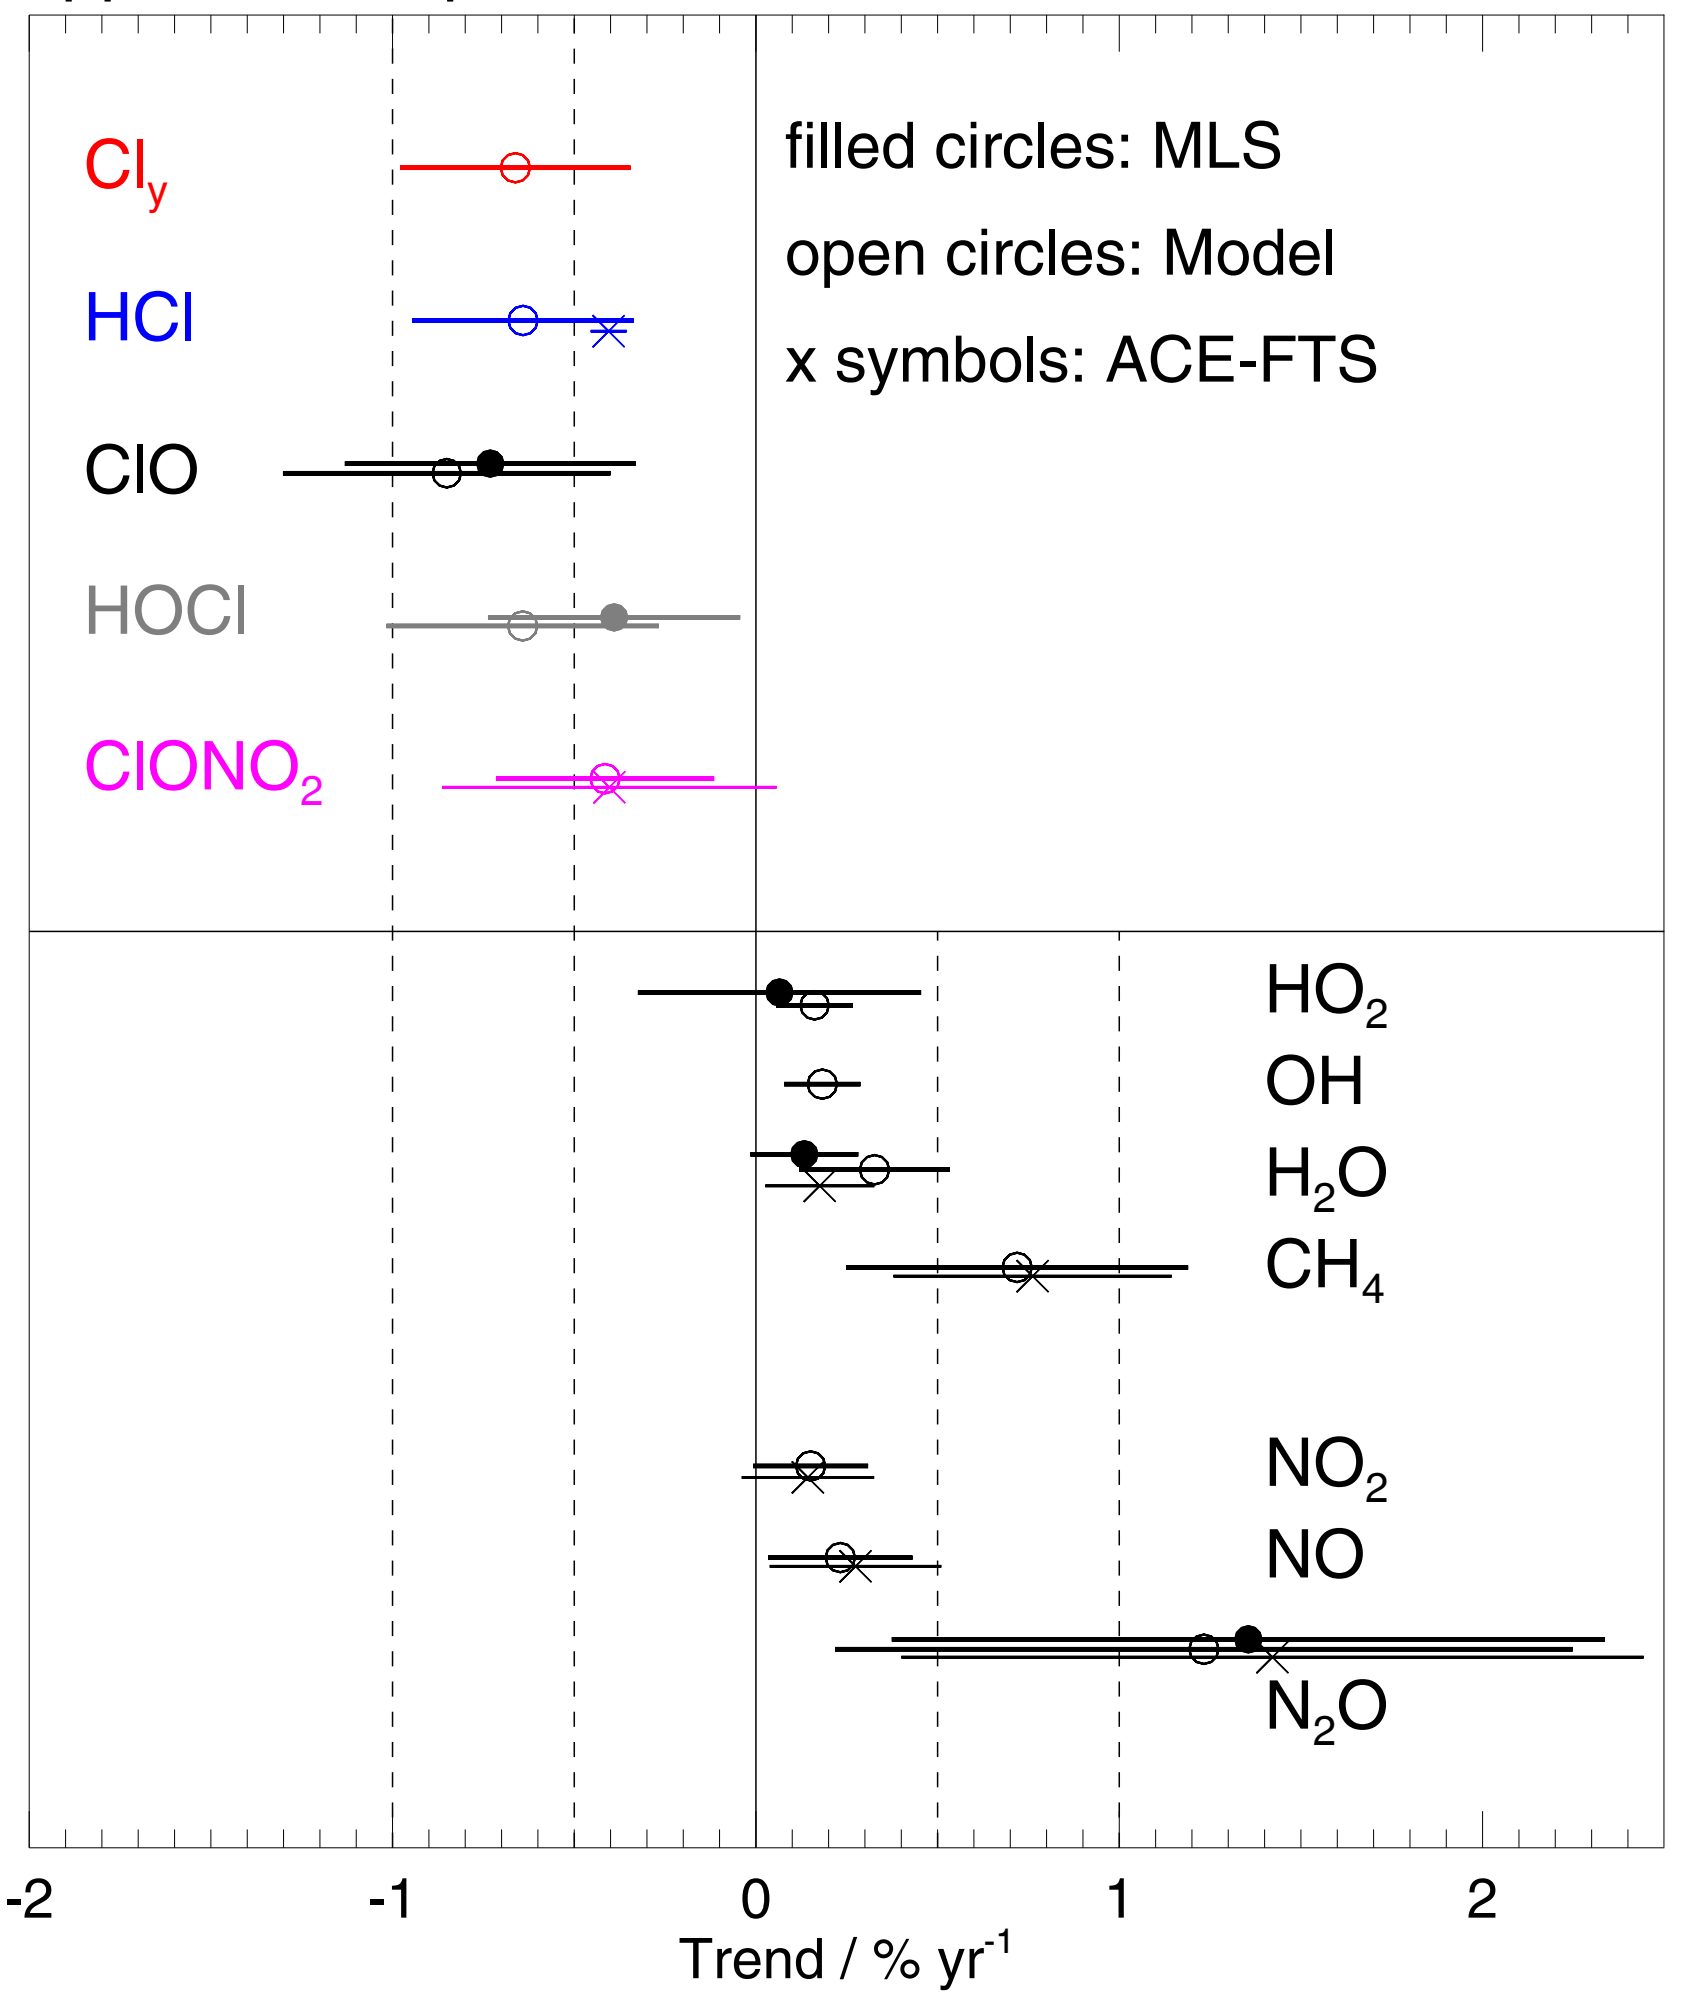 Cl_y
filled circles: MLS
open circles: Model
HCl
x symbols: ACE-FTS
ClO
HOCl
ClONO₂
HO₂
OH
H₂O
CH₄
NO₂
NO
N₂O
-2 -1 0 1 2
Trend / % yr⁻¹